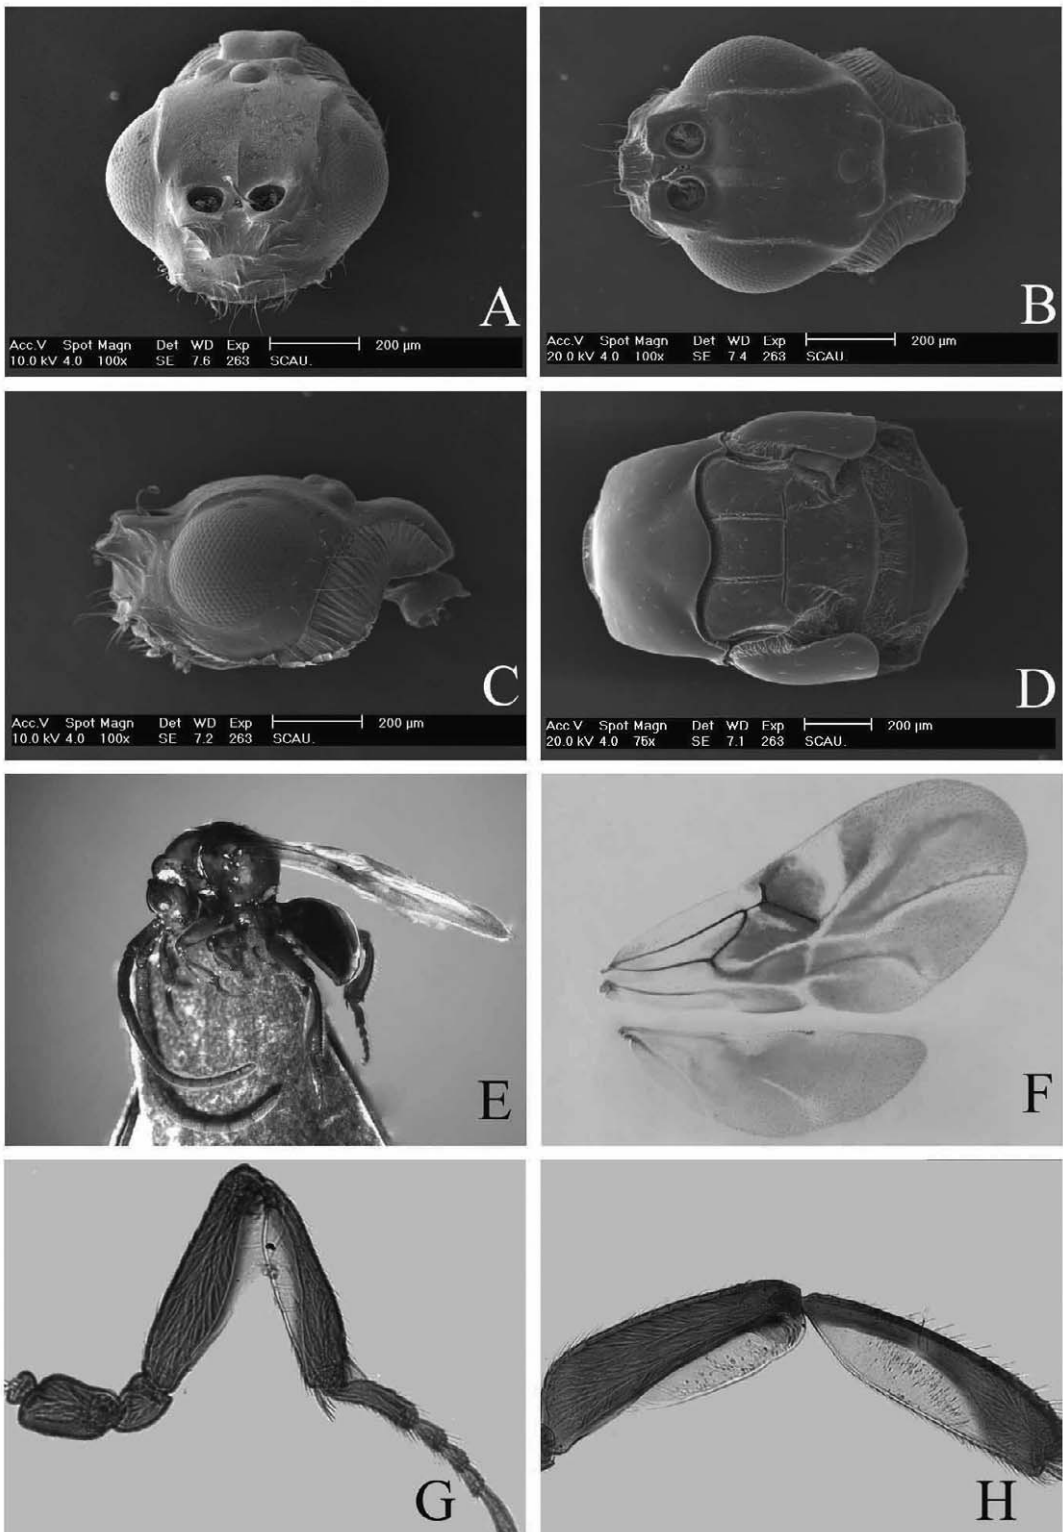 A
Acc.V Spot Magn Det WD Exp 200 µm
10.0 kV 4.0 100x SE 7.6 263 SCAU.
B
Acc.V Spot Magn Det WD Exp 200 µm
20.0 kV 4.0 100x SE 7.4 263 SCAU.
C
Acc.V Spot Magn Det WD Exp 200 µm
10.0 kV 4.0 100x SE 7.2 263 SCAU.
D
Acc.V Spot Magn Det WD Exp 200 µm
20.0 kV 4.0 75x SE 7.1 263 SCAU.
E
F
G
H